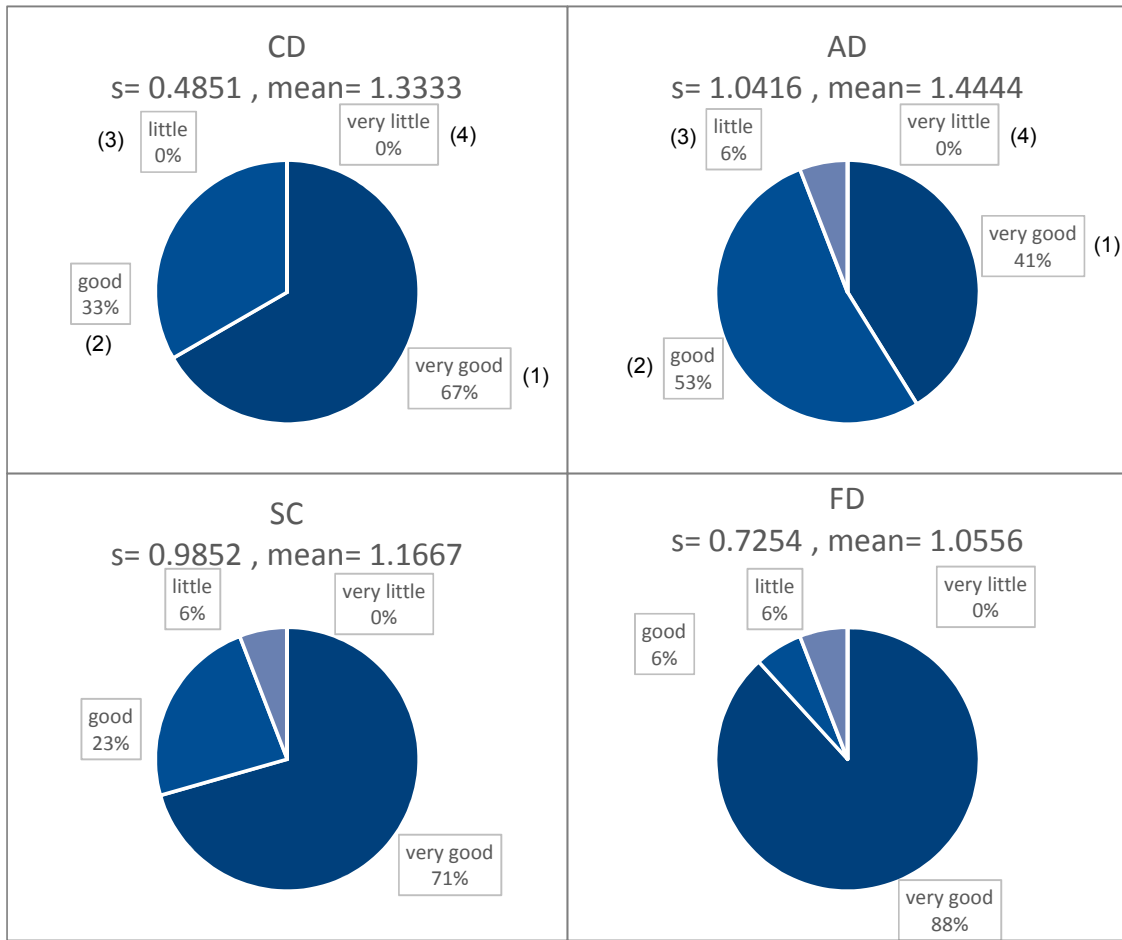 CD
s= 0.4851 , mean= 1.3333
(3)
little
0%
very little
0%
(4)
good
33%
(2)
very good
67%
(1)
AD
s= 1.0416 , mean= 1.4444
(3)
little
6%
very little
0%
(4)
very good
41%
(1)
(2)
good
53%
SC
s= 0.9852 , mean= 1.1667
little
6%
very little
0%
good
23%
very good
71%
FD
s= 0.7254 , mean= 1.0556
little
6%
very little
0%
good
6%
very good
88%